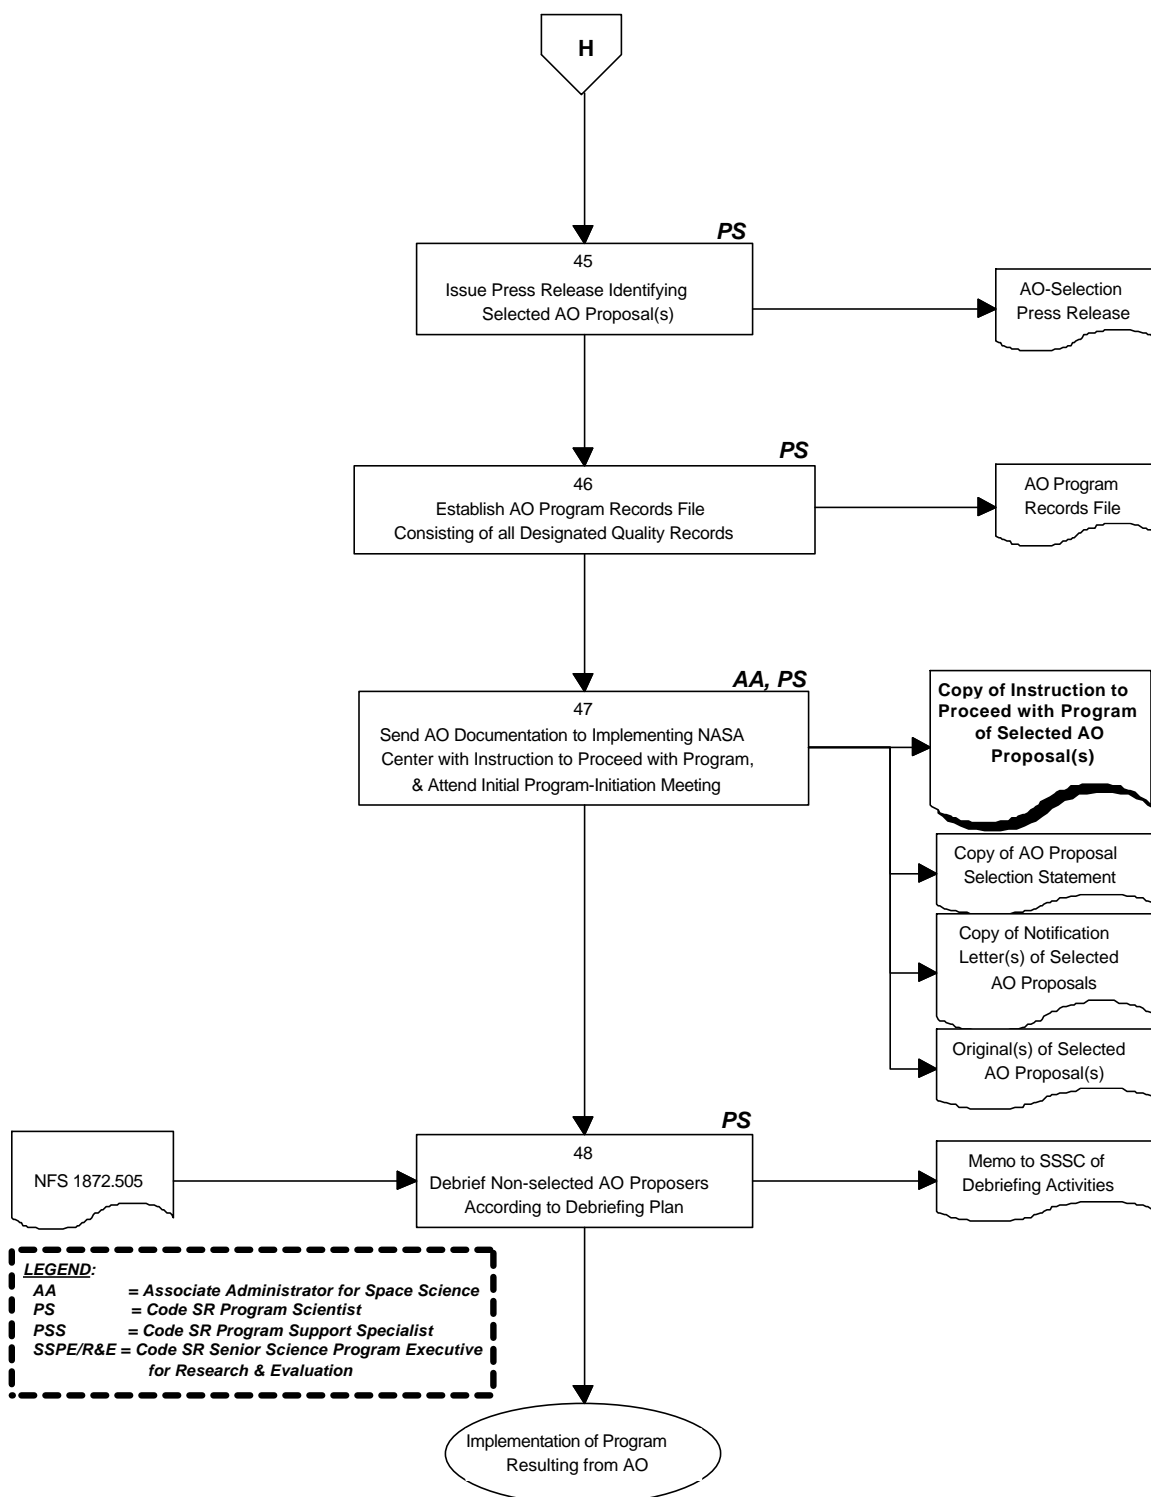 H
PS
45
Issue Press Release Identifying
Selected AO Proposal(s)
AO-Selection
Press Release
PS
46
Establish AO Program Records File
Consisting of all Designated Quality Records
AO Program
Records File
AA, PS
47
Send AO Documentation to Implementing NASA
Center with Instruction to Proceed with Program,
& Attend Initial Program-Initiation Meeting
Copy of Instruction to
Proceed with Program
of Selected AO
Proposal(s)
Copy of AO Proposal
Selection Statement
Copy of Notification
Letter(s) of Selected
AO Proposals
Original(s) of Selected
AO Proposal(s)
PS
NFS 1872.505
48
Debrief Non-selected AO Proposers
According to Debriefing Plan
Memo to SSSC of
Debriefing Activities
LEGEND:
AA = Associate Administrator for Space Science
PS = Code SR Program Scientist
PSS = Code SR Program Support Specialist
SSPE/R&E = Code SR Senior Science Program Executive
for Research & Evaluation
Implementation of Program
Resulting from AO